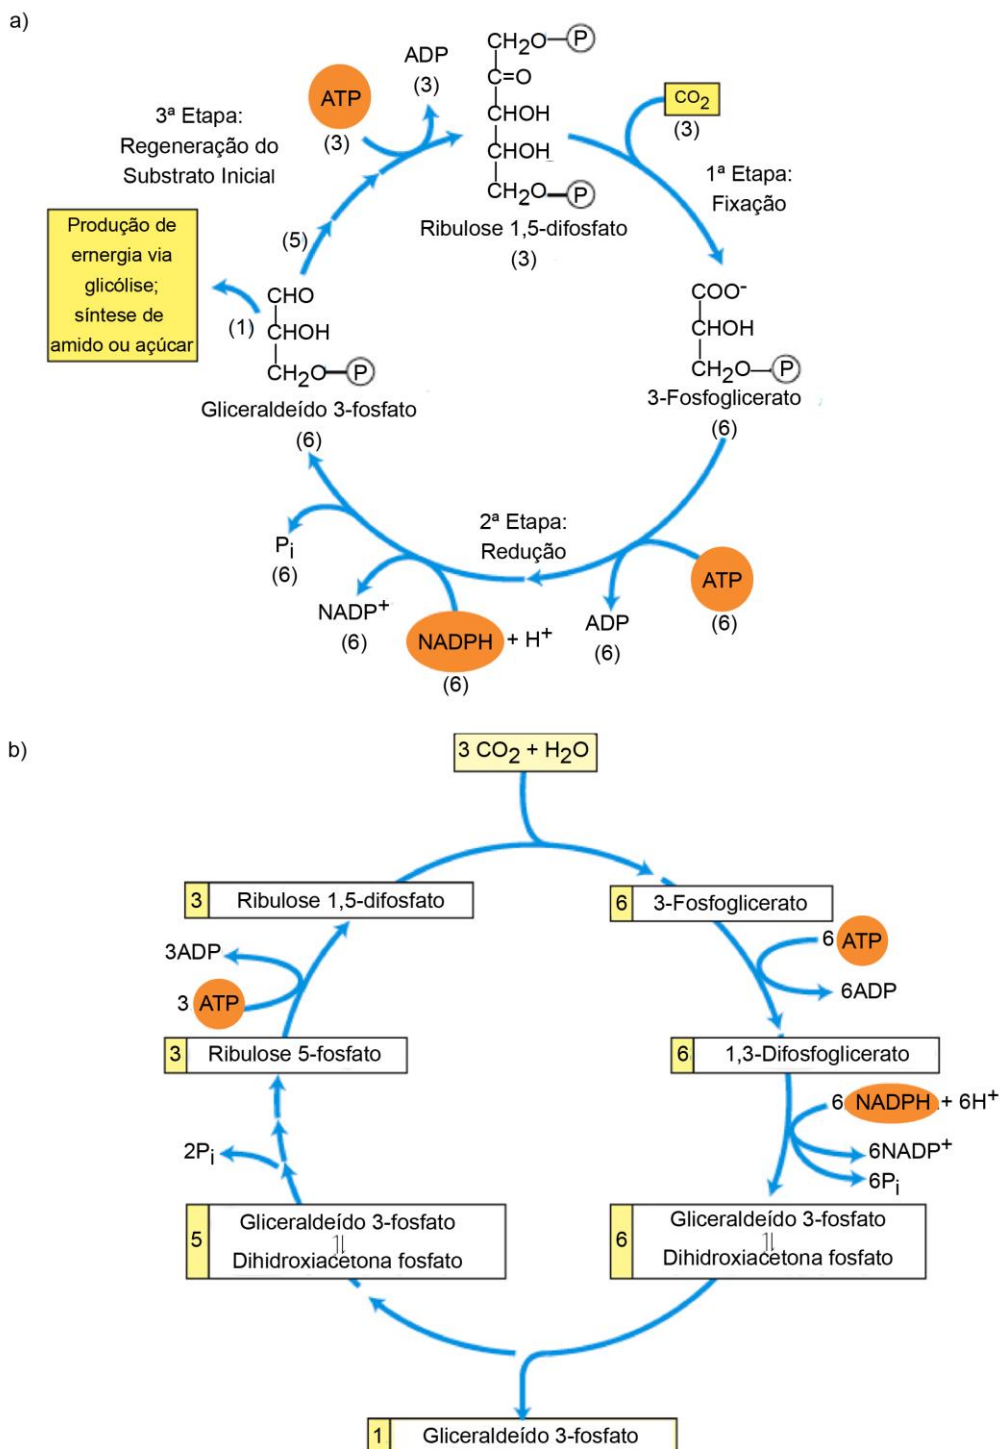 a)
ADP
(3)
ATP
(3)
3ª Etapa:
Regeneração do
Substrato Inicial
CH2O—P
C=O
CHOH
CHOH
CH2O—P
Ribulose 1,5-difosfato
(3)
CO2
(3)
1ª Etapa:
Fixação
Produção de
ernergia via
glicólise;
síntese de
amido ou açúcar
(5)
(1)
CHO
CHOH
CH2O—P
Gliceraldeído 3-fosfato
(6)
COO-
CHOH
CH2O—P
3-Fosfoglicerato
(6)
2ª Etapa:
Redução
Pi
(6)
NADP+
(6)
NADPH + H+
(6)
ADP
(6)
ATP
(6)
b)
3 CO2 + H2O
3 Ribulose 1,5-difosfato
6 3-Fosfoglicerato
3ADP
3 ATP
6 ATP
6ADP
3 Ribulose 5-fosfato
6 1,3-Difosfoglicerato
6 NADPH + 6H+
6NADP+
6Pi
2Pi
5 Gliceraldeído 3-fosfato
⇌
Dihidroxiacetona fosfato
6 Gliceraldeído 3-fosfato
⇌
Dihidroxiacetona fosfato
1 Gliceraldeído 3-fosfato